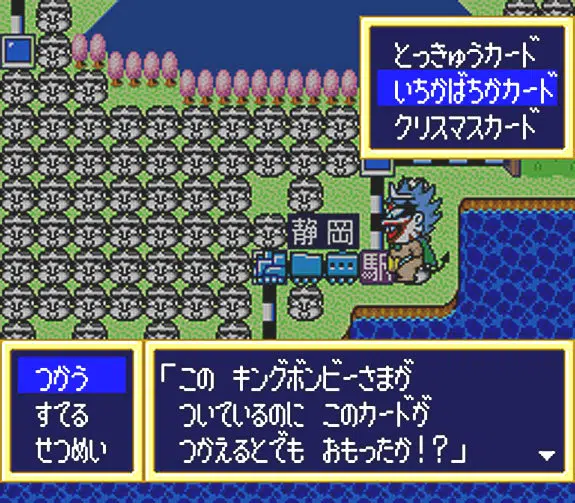 とっきゅうカード
いちかばちかカード
クリスマスカード
静岡
駅
つかう
すてる
せつめい
「この キングボンビーさまが
ついているのに このカードが
つかえるとでも おもったか!?」